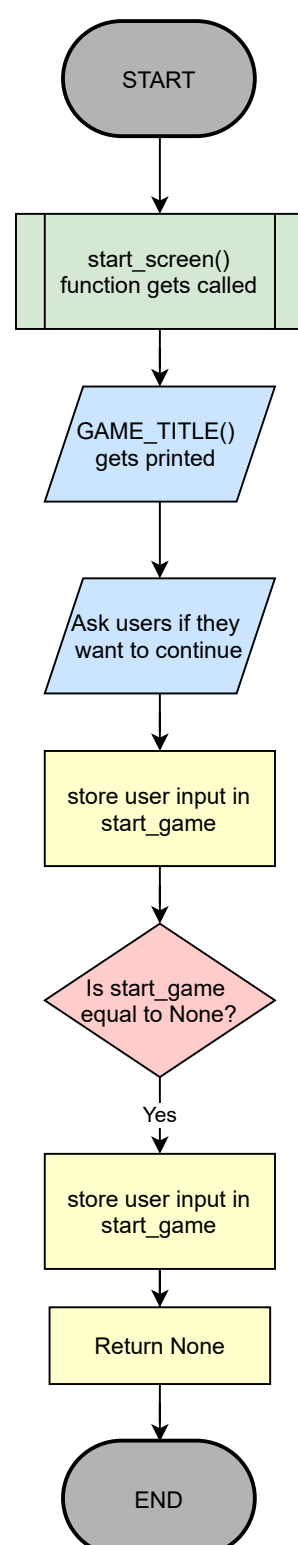 START
start_screen()
function gets called
GAME_TITLE()
gets printed
Ask users if they
want to continue
store user input in
start_game
Is start_game
equal to None?
Yes
store user input in
start_game
Return None
END